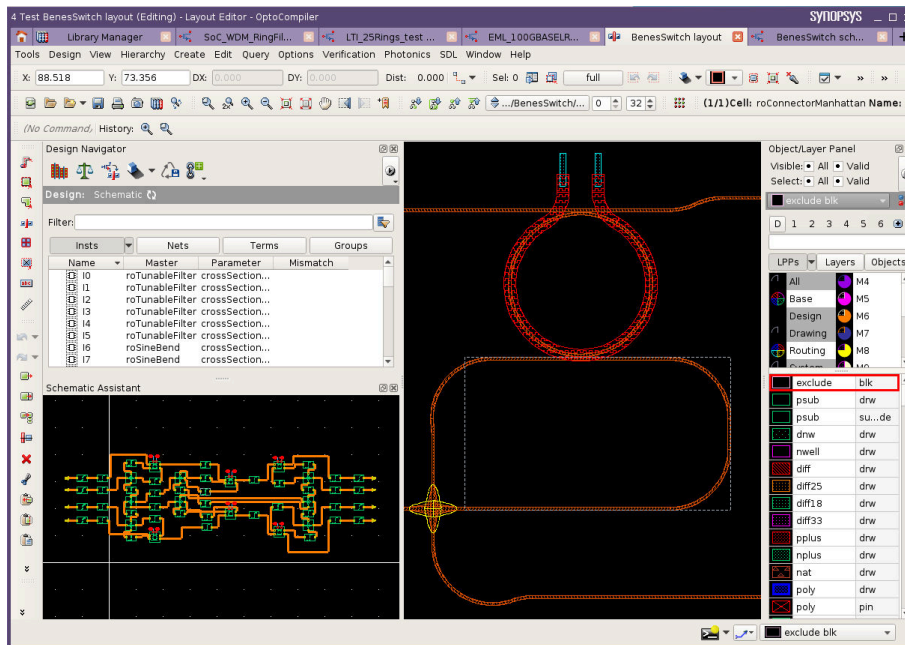 4 Test BenesSwitch layout (Editing) - Layout Editor - OptoCompiler
SYNOPSYS
Library Manager SoC_WDM_RingFil... LTI_25Rings_test ... EML_100GBASELR... BenesSwitch layout BenesSwitch sch...
Tools Design View Hierarchy Create Edit Query Options Verification Photonics SDL Window Help
X: 88.518 Y: 73.356 DX: 0.000 DY: 0.000 Dist: 0.000 Sel: 0 full » »
.../BenesSwitch/... 0 32 (1/1)Cell: roConnectorManhattan Name:
(No Command) History:
Design Navigator
Design: Schematic
Filter:
Insts Nets Terms Groups
Name Master Parameter Mismatch
I0 roTunableFilter crossSection...
I1 roTunableFilter crossSection...
I2 roTunableFilter crossSection...
I3 roTunableFilter crossSection...
I4 roTunableFilter crossSection...
I5 roTunableFilter crossSection...
I6 roSineBend crossSection...
I7 roSineBend crossSection...
Schematic Assistant
Object/Layer Panel
Visible: All Valid
Select: All Valid
exclude blk
D 1 2 3 4 5 6
LPPs Layers Objects
All M4
Base M5
Design M6
Drawing M7
Routing M8
exclude blk
psub drw
psub su...de
dnw drw
nwell drw
diff drw
diff25 drw
diff18 drw
diff33 drw
pplus drw
nplus drw
nat drw
poly drw
poly pin
exclude blk